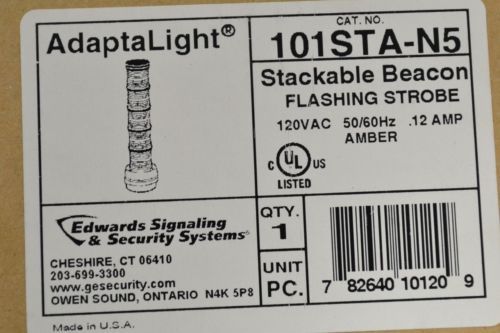 AdaptaLight®
CAT. NO.
101STA-N5
Stackable Beacon
FLASHING STROBE
120VAC 50/60Hz .12 AMP
AMBER
C UL® US
LISTED
Edwards Signaling
& Security Systems
CHESHIRE, CT 06410
203-699-3300
www.gesecurity.com
OWEN SOUND, ONTARIO N4K 5P8
QTY.
1
UNIT
PC.
7 82640 10120 9
Made in U.S.A.